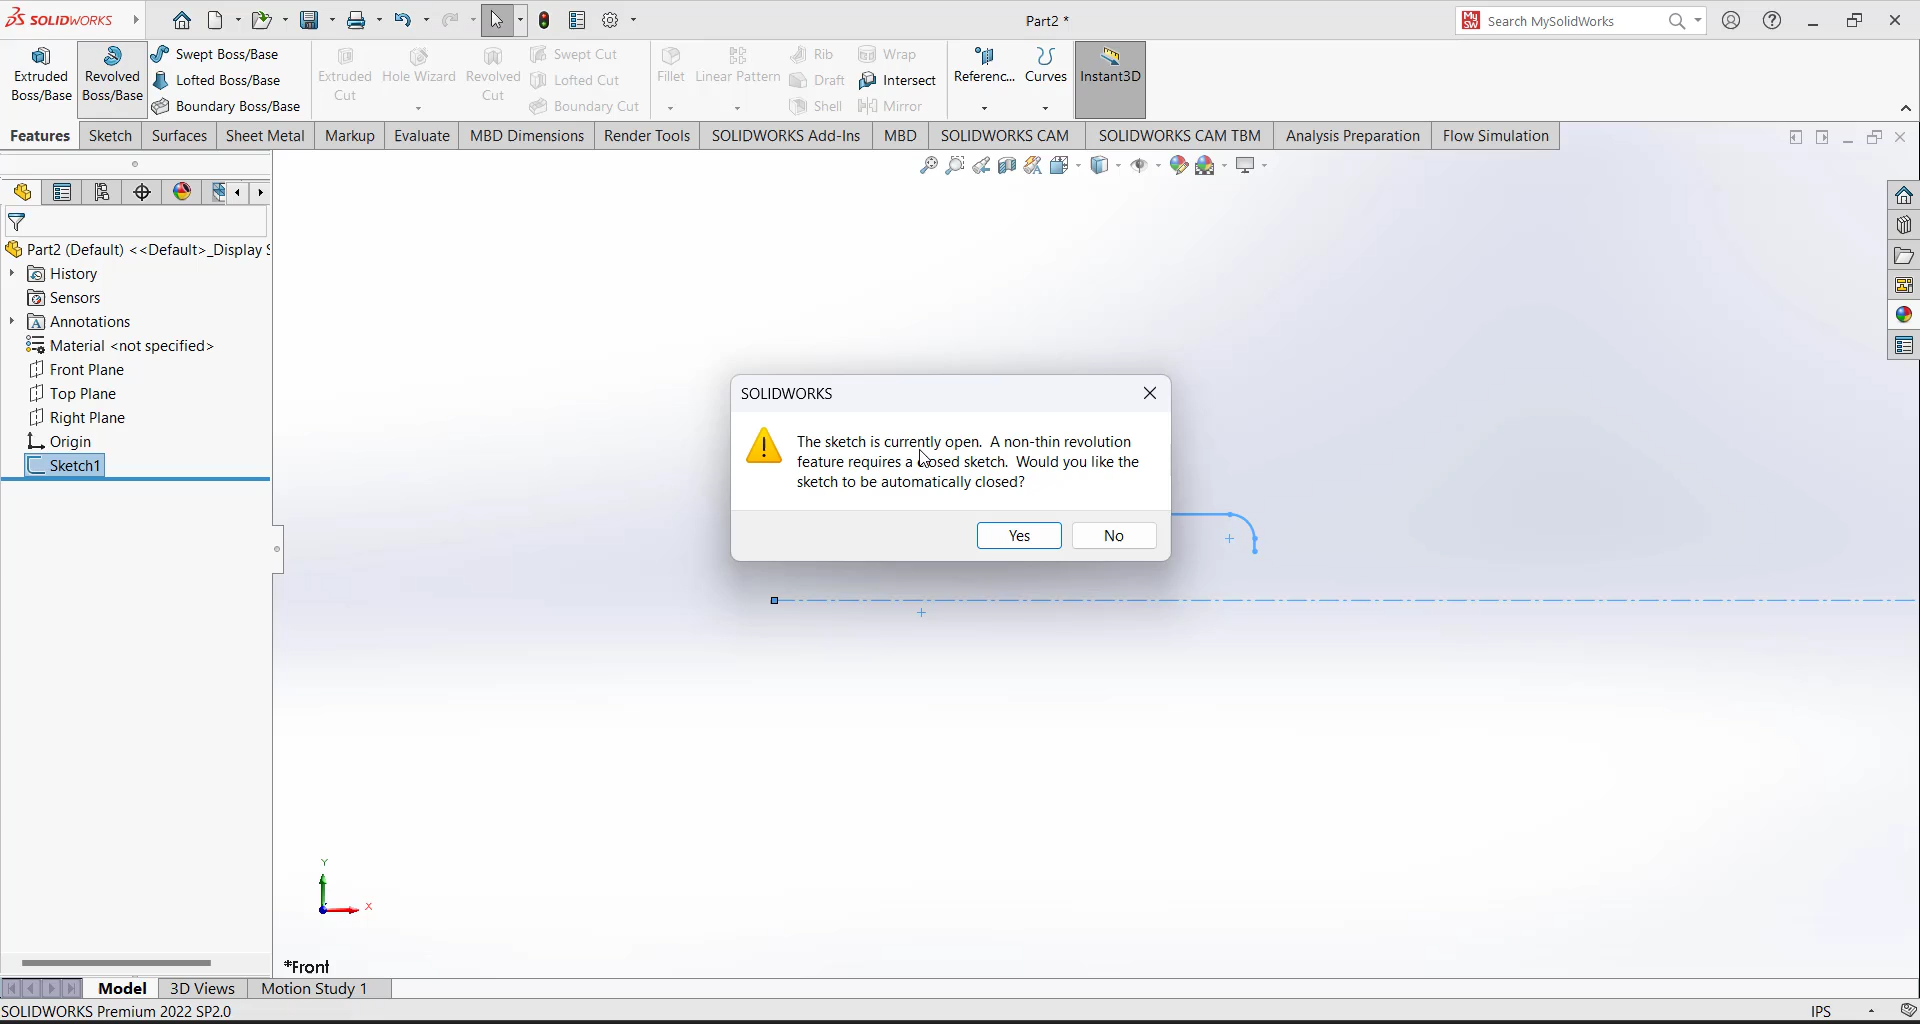 SOLIDWORKS
Part2 *
Search MySolidWorks
Extruded Boss/Base
Revolved Boss/Base
Swept Boss/Base
Lofted Boss/Base
Boundary Boss/Base
Extruded Cut
Hole Wizard
Revolved Cut
Swept Cut
Lofted Cut
Boundary Cut
Fillet
Linear Pattern
Rib
Draft
Shell
Wrap
Intersect
Mirror
Referenc...
Curves
Instant3D
Features
Sketch
Surfaces
Sheet Metal
Markup
Evaluate
MBD Dimensions
Render Tools
SOLIDWORKS Add-Ins
MBD
SOLIDWORKS CAM
SOLIDWORKS CAM TBM
Analysis Preparation
Flow Simulation
Part2 (Default) <<Default>_Display S
History
Sensors
Annotations
Material <not specified>
Front Plane
Top Plane
Right Plane
Origin
Sketch1
SOLIDWORKS
The sketch is currently open.  A non-thin revolution
feature requires a closed sketch.  Would you like the
sketch to be automatically closed?
Yes
No
Y
X
*Front
Model
3D Views
Motion Study 1
SOLIDWORKS Premium 2022 SP2.0
IPS